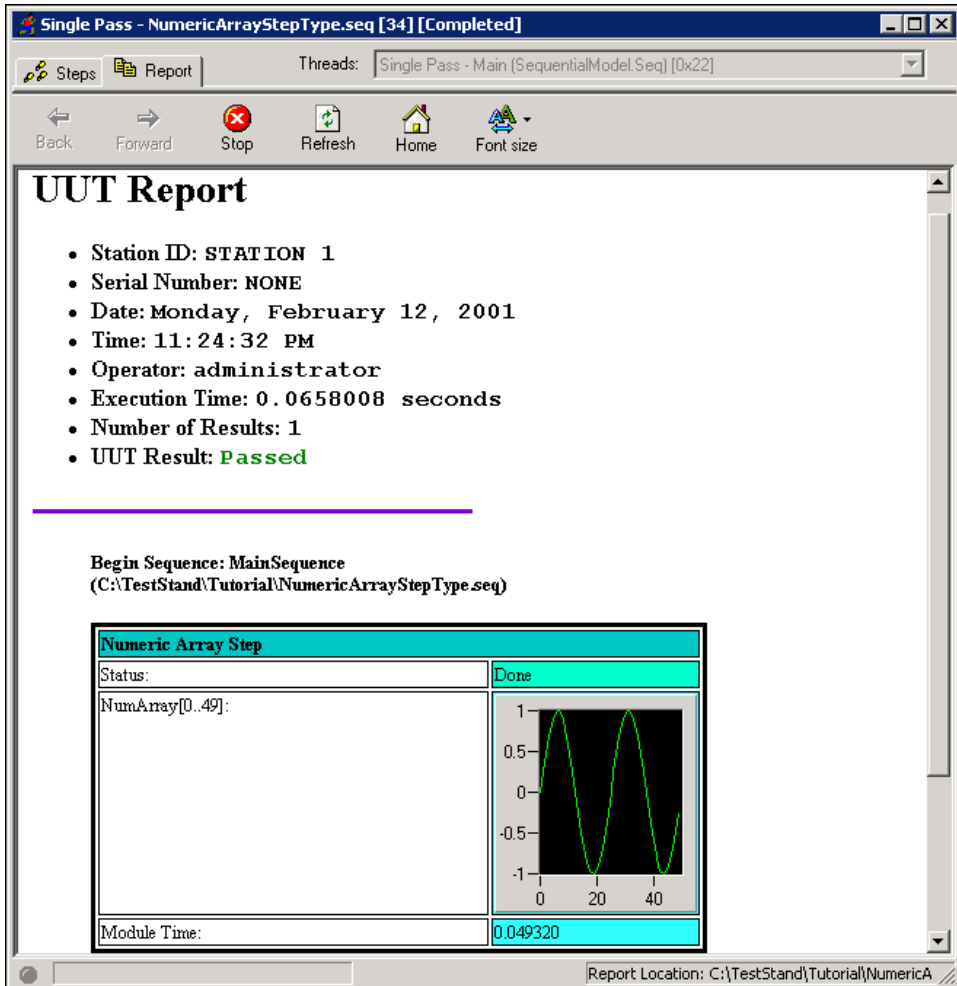 Single Pass - NumericArrayStepType.seq [34] [Completed]
Steps
Report
Threads:
Single Pass - Main (SequentialModel.Seq) [0x22]
Back
Forward
Stop
Refresh
Home
Font size
UUT Report
• Station ID: STATION 1
• Serial Number: NONE
• Date: Monday, February 12, 2001
• Time: 11:24:32 PM
• Operator: administrator
• Execution Time: 0.0658008 seconds
• Number of Results: 1
• UUT Result: Passed
Begin Sequence: MainSequence
(C:\TestStand\Tutorial\NumericArrayStepType.seq)
Numeric Array Step
Status:
Done
NumArray[0..49]:
1
0.5
0
-0.5
-1
0 20 40
Module Time:
0.049320
Report Location: C:\TestStand\Tutorial\NumericA